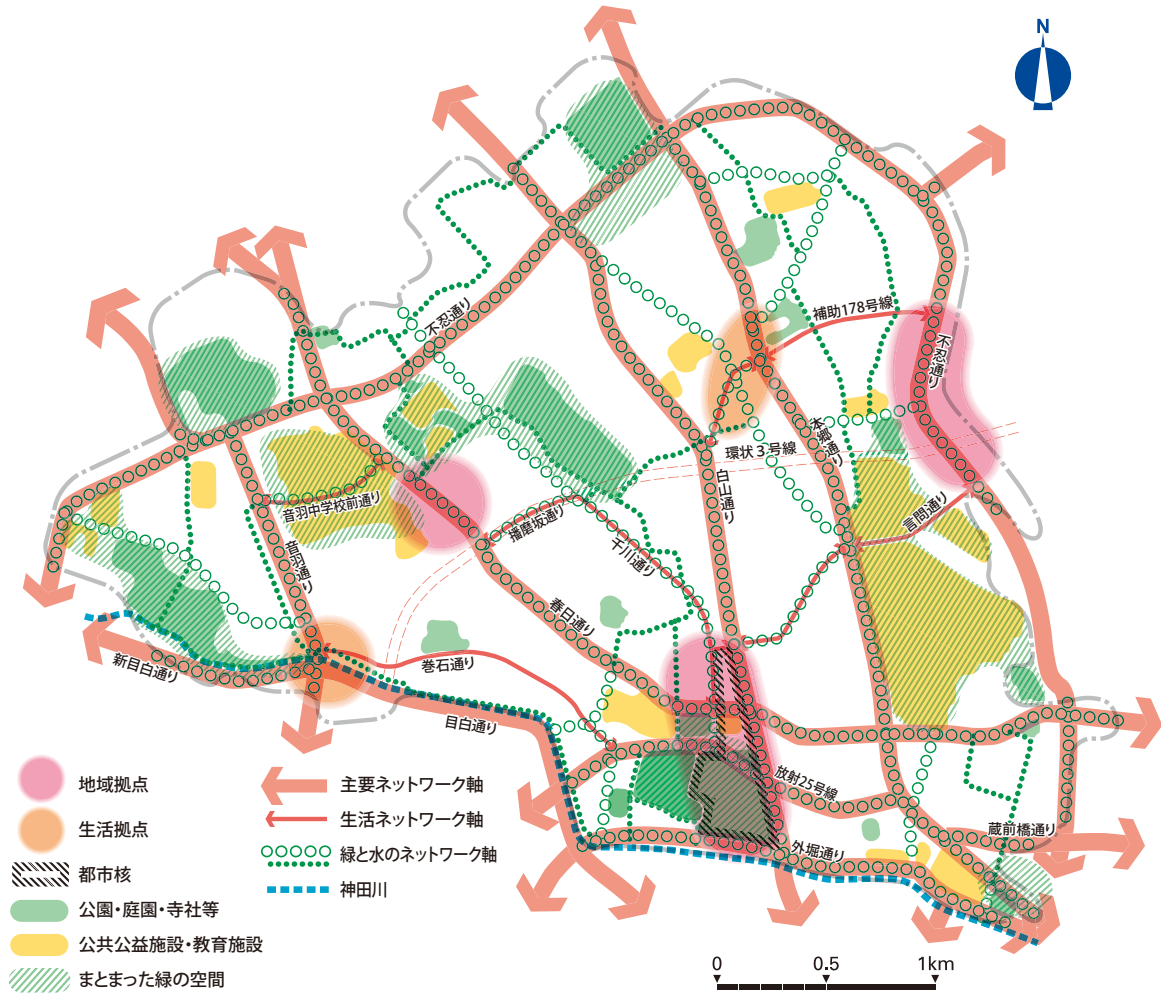 N
補助178号線
不忍通り
不忍通り
本郷通り
環状3号線
白山通り
言問通り
音羽中学校前通り
播磨坂通り
千川通り
音羽通り
春日通り
巻石通り
新目白通り
目白通り
放射25号線
蔵前橋通り
外堀通り
地域拠点
生活拠点
都市核
公園・庭園・寺社等
公共公益施設・教育施設
まとまった緑の空間
主要ネットワーク軸
生活ネットワーク軸
緑と水のネットワーク軸
神田川
0 0.5 1km